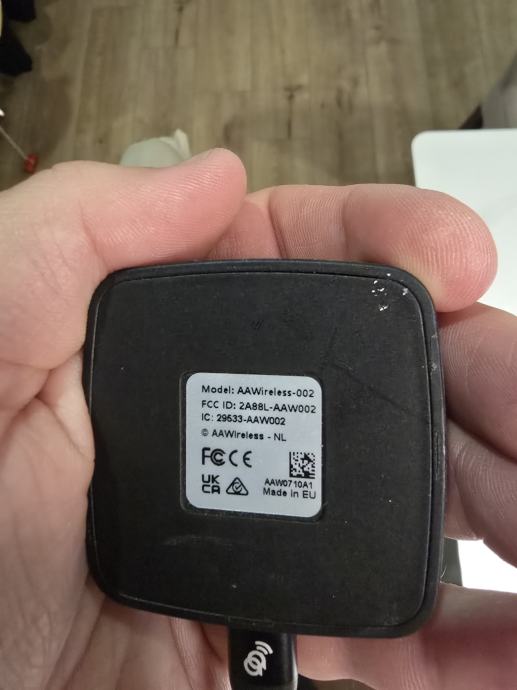 Model: AAWireless-002
FCC ID: 2A88L-AAW002
IC: 29533-AAW002
© AAWireless - NL
FC CE
UK
CA
AAW0710A1
Made in EU